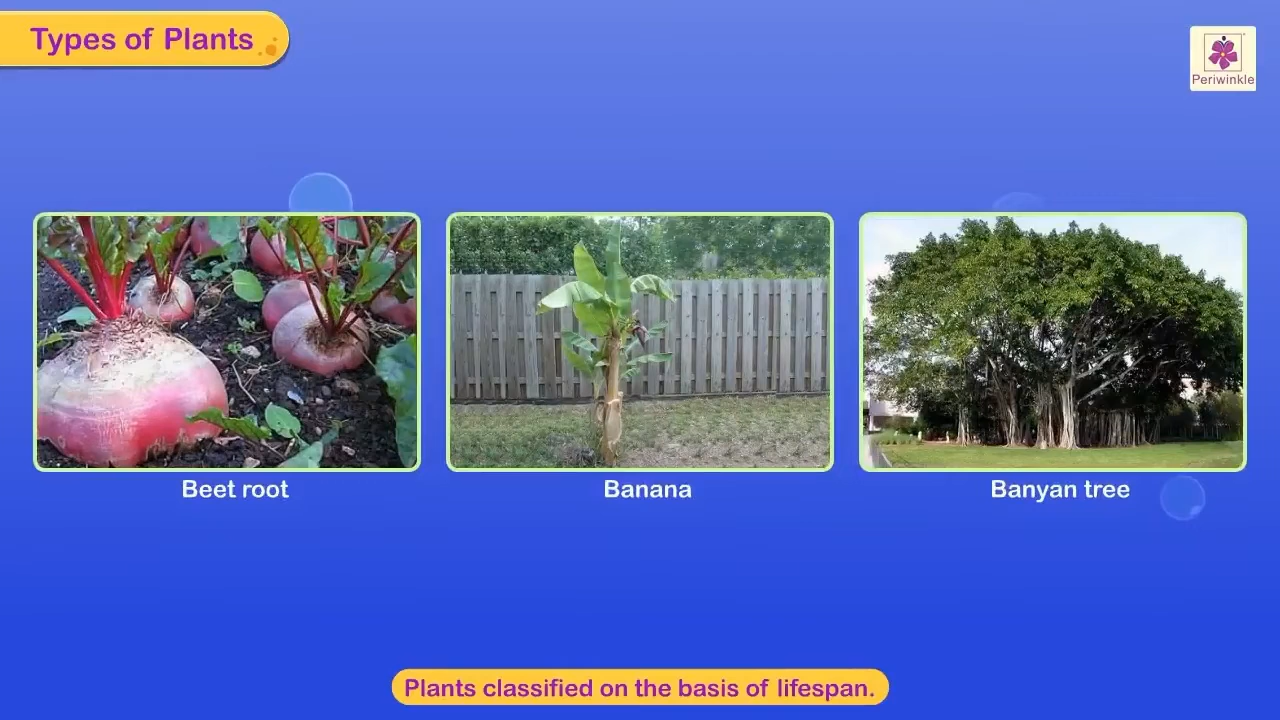 Types of Plants
Periwinkle
Beet root
Banana
Banyan tree
Plants classified on the basis of lifespan.